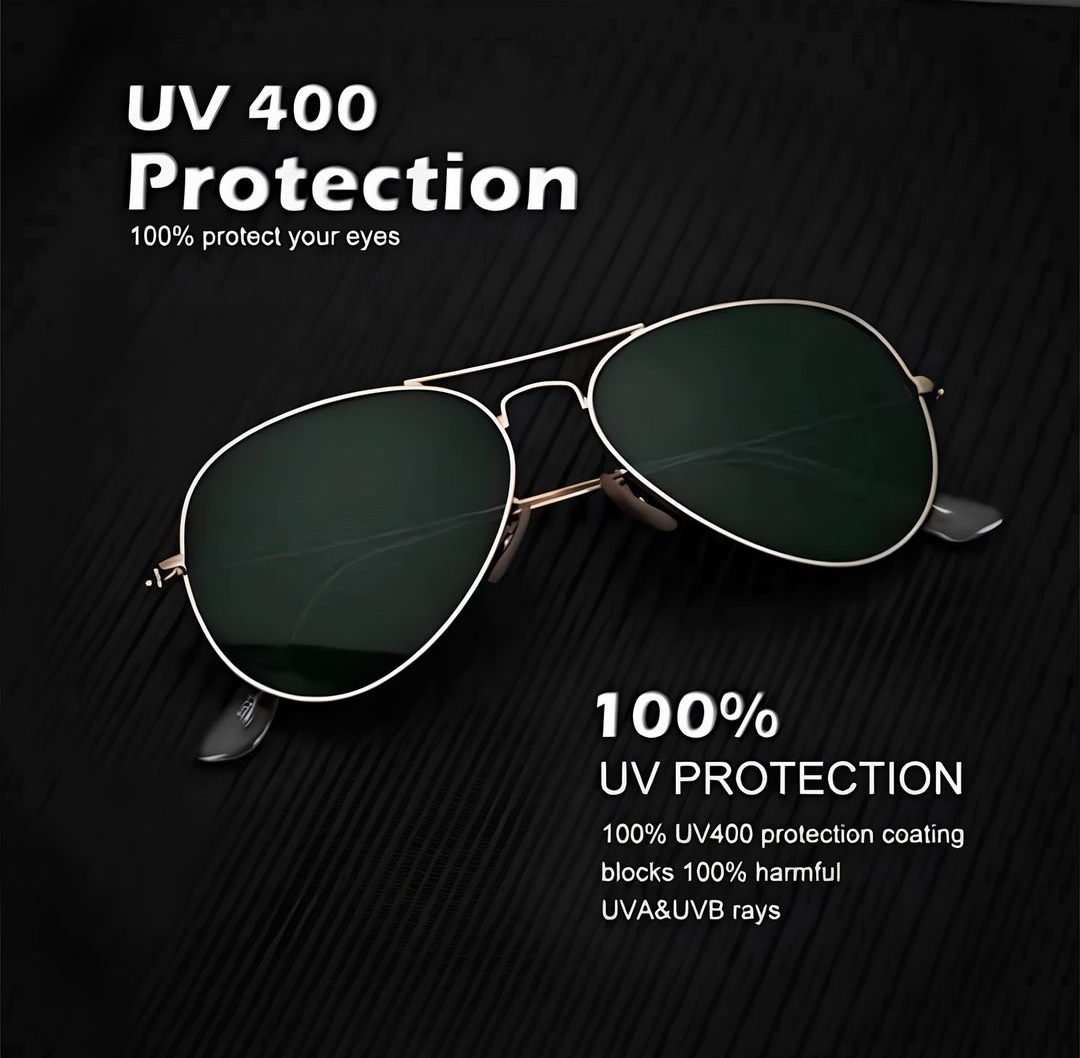 UV 400
Protection
100% protect your eyes
100%
UV PROTECTION
100% UV400 protection coating
blocks 100% harmful
UVA&UVB rays